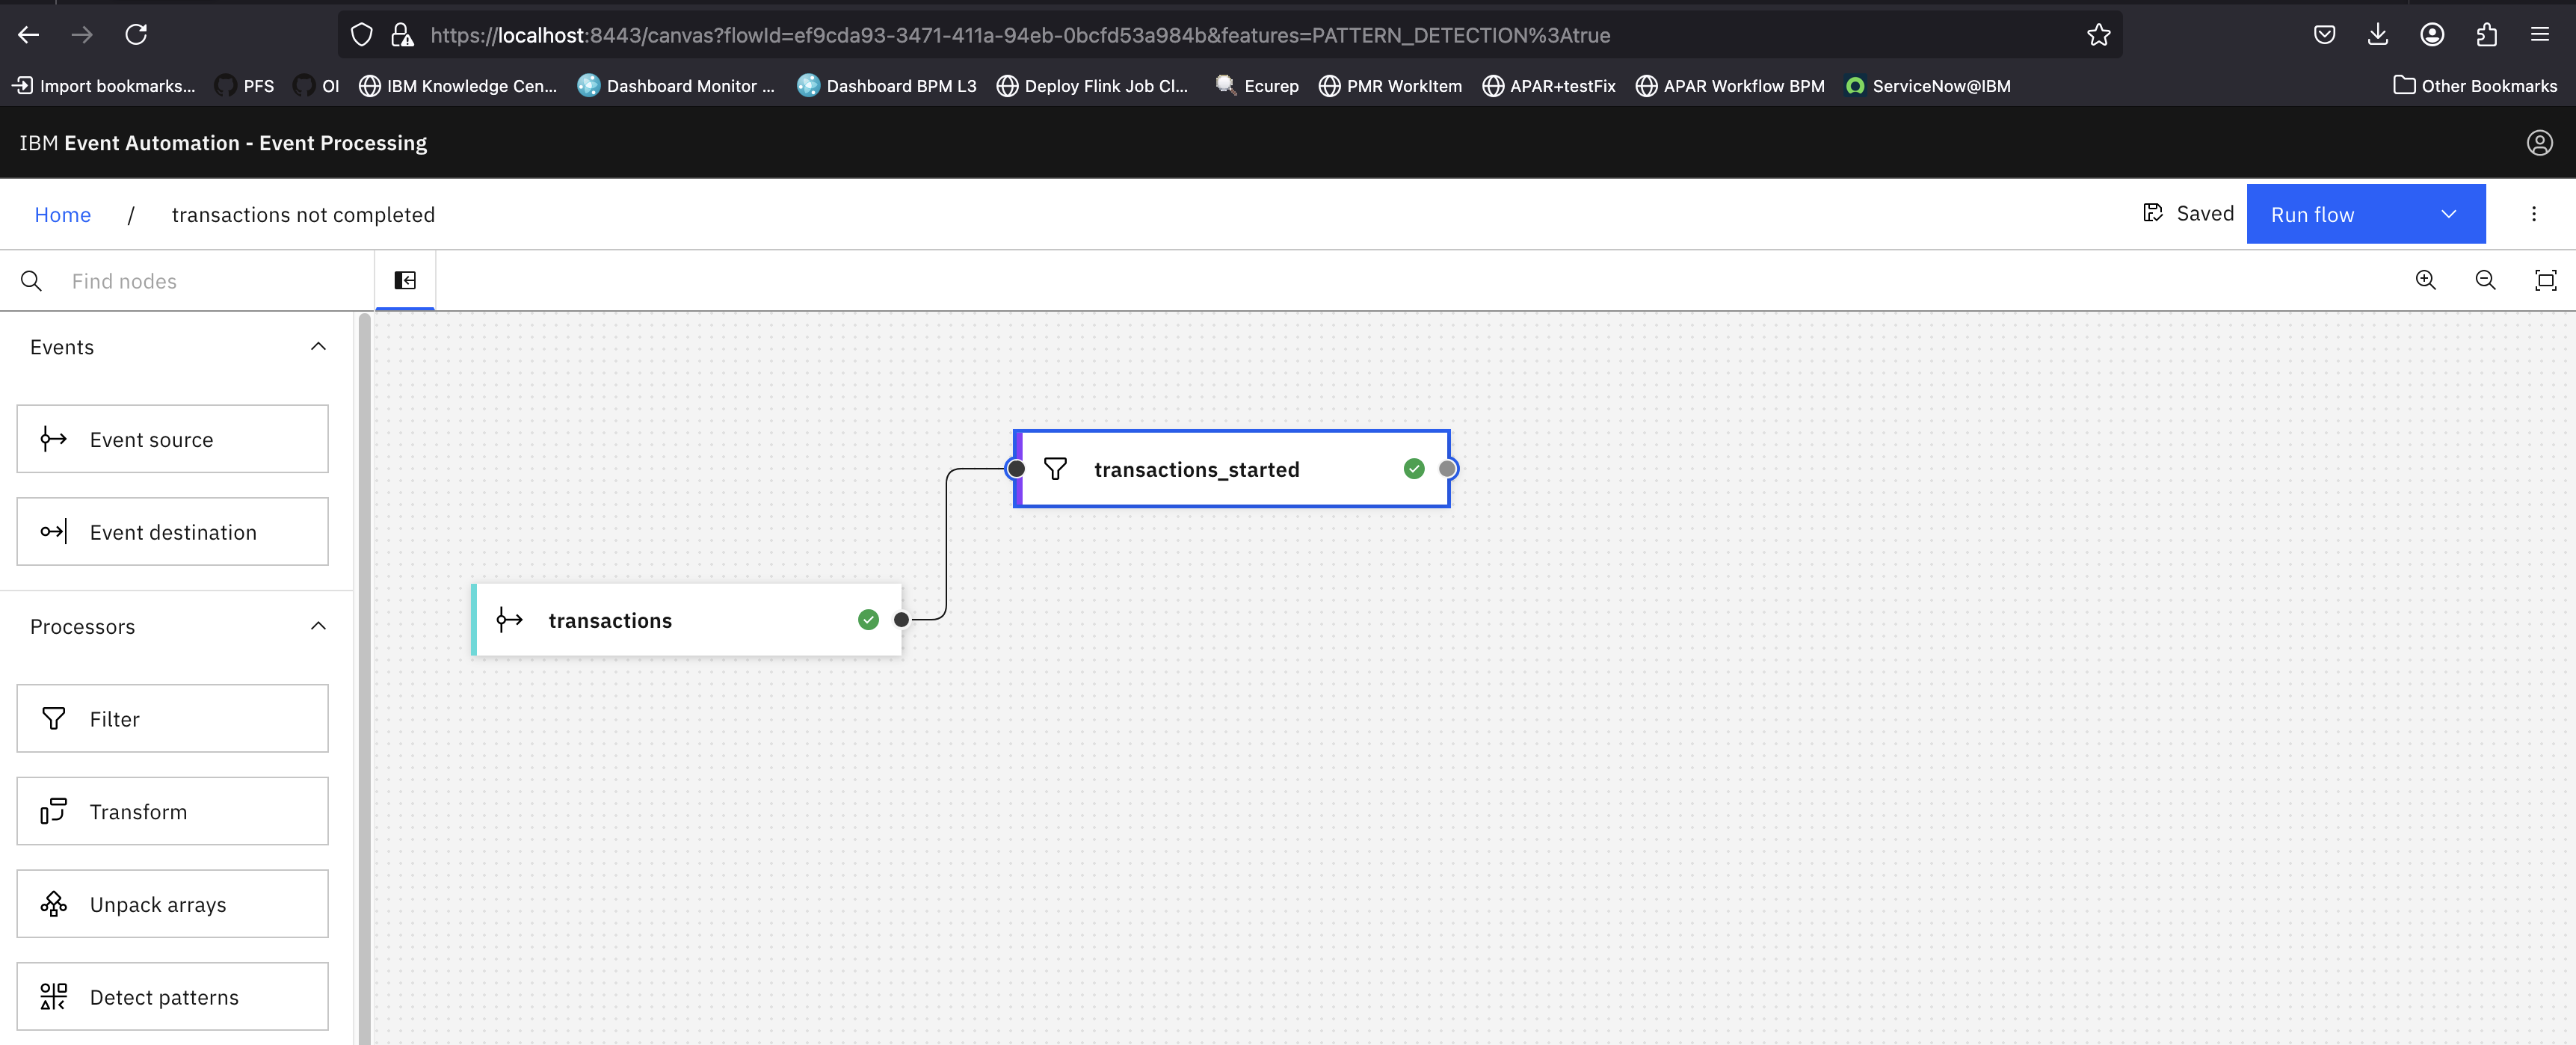 https://localhost:8443/canvas?flowId=ef9cda93-3471-411a-94eb-0bcfd53a984b&features=PATTERN_DETECTION%3Atrue
Import bookmarks... PFS OI IBM Knowledge Cen... Dashboard Monitor ... Dashboard BPM L3 Deploy Flink Job Cl... Ecurep PMR WorkItem APAR+testFix APAR Workflow BPM ServiceNow@IBM Other Bookmarks
IBM Event Automation - Event Processing
Home / transactions not completed Saved Run flow
Find nodes
Events
Event source
Event destination
Processors
Filter
Transform
Unpack arrays
Detect patterns
transactions_started
transactions